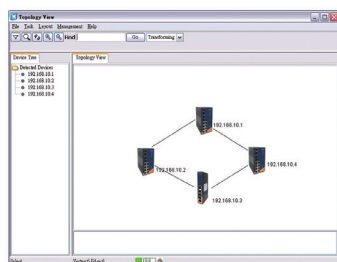 Topology View
File Task Layout Management Help
Find Go Transforming
Device Tree
Topology View
Detected Devices
192.168.10.1
192.168.10.2
192.168.10.3
192.168.10.4
192.168.10.1
192.168.10.2
192.168.10.4
192.168.10.3